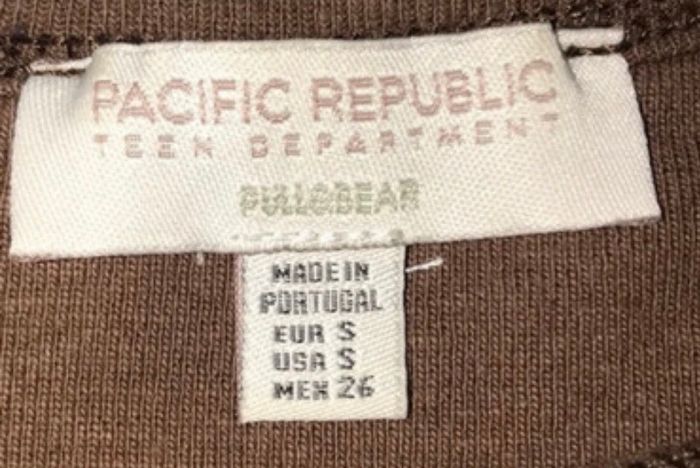 PACIFIC REPUBLIC
TEEN DEPARTMENT
PULL&BEAR
MADE IN
PORTUGAL
EUR S
USA S
MEX 26